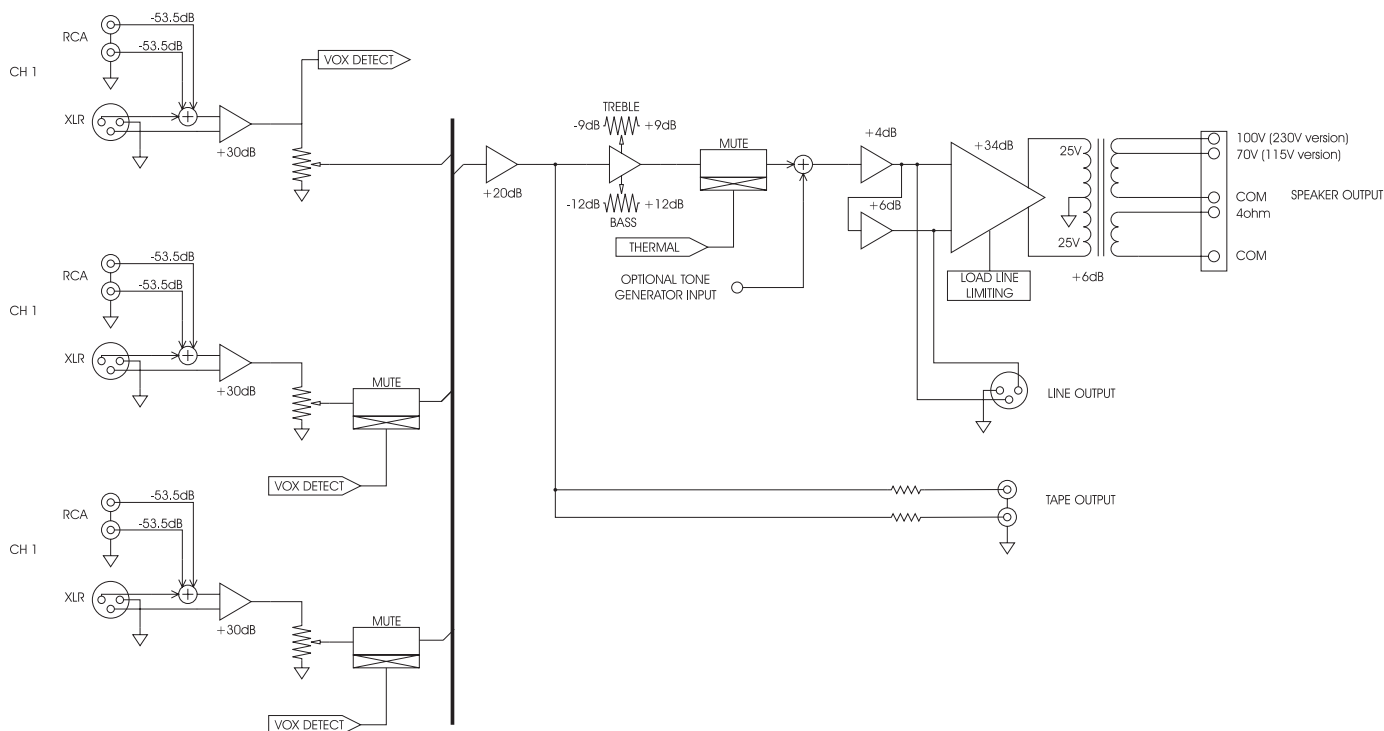 -53.5dB
RCA
-53.5dB
CH 1
VOX DETECT
XLR
+30dB
TREBLE
-9dB +9dB
-12dB +12dB
BASS
+20dB
MUTE
THERMAL
OPTIONAL TONE
GENERATOR INPUT
+4dB
+6dB
+34dB
LOAD LINE
LIMITING
25V
25V
+6dB
100V (230V version)
70V (115V version)
COM
SPEAKER OUTPUT
4ohm
COM
-53.5dB
RCA
-53.5dB
CH 1
XLR
+30dB
MUTE
VOX DETECT
LINE OUTPUT
-53.5dB
RCA
-53.5dB
CH 1
XLR
+30dB
MUTE
VOX DETECT
TAPE OUTPUT